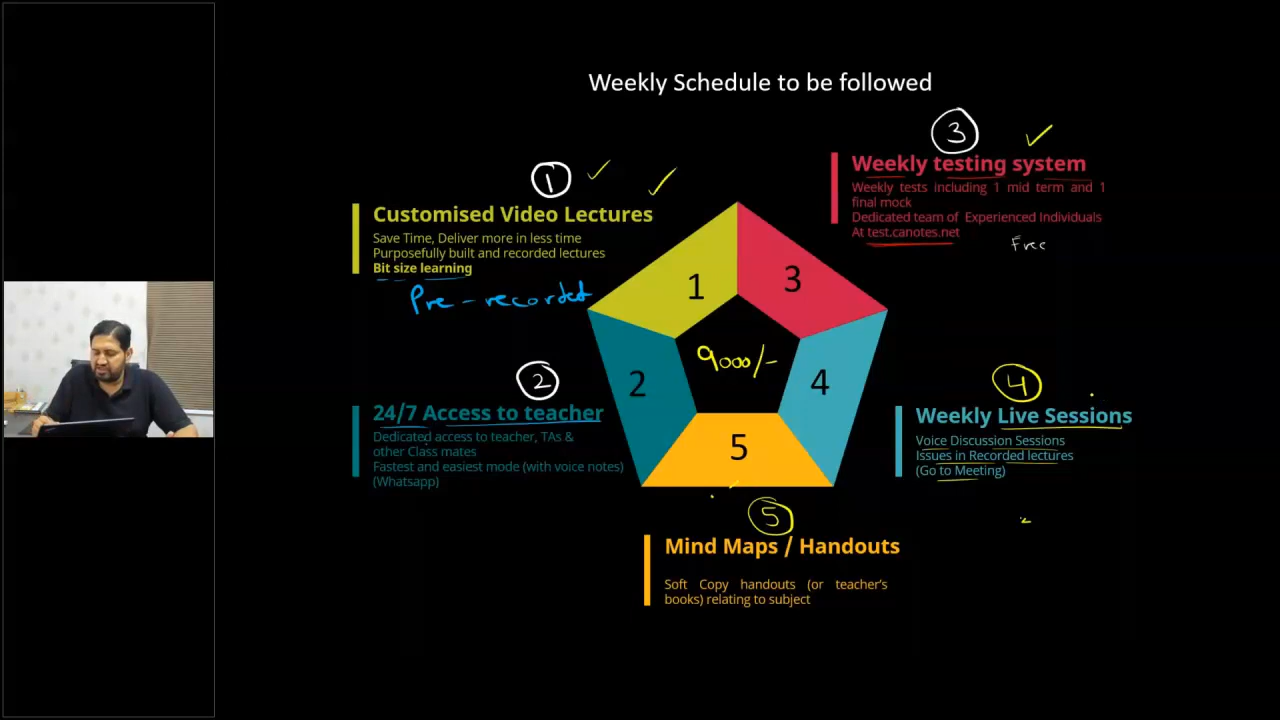 Weekly Schedule to be followed
1
Customised Video Lectures
Save Time, Deliver more in less time
Purposefully built and recorded lectures
Bit size learning
Pre-recorded
2
24/7 Access to teacher
Dedicated access to teacher, TAs &
other Class mates
Fastest and easiest mode (with voice notes)
(Whatsapp)
3
Weekly testing system
Weekly tests including 1 mid term and 1
final mock
Dedicated team of Experienced Individuals
At test.canotes.net
Free
1
3
2
9000/-
4
5
4
Weekly Live Sessions
Voice Discussion Sessions
Issues in Recorded lectures
(Go to Meeting)
5
Mind Maps / Handouts
Soft Copy handouts (or teacher's
books) relating to subject